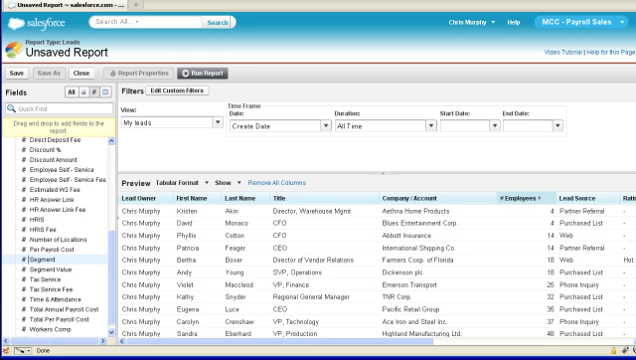 Unsaved Report ~ salesforce.com - ...
salesforce
Search All...
Search
Chris Murphy
Help
MCC - Payroll Sales
Report Type: Leads
Unsaved Report
Video Tutorial | Help for this Page
Save
Save As
Close
Report Properties
Run Report
Fields
All
#
Filters
Edit Custom Filters
Quick Find
Drag and drop to add fields to the
report
View:
My leads
Time Frame
Date:
Create Date
Duration:
All Time
Start Date:
End Date:
# Direct Deposit Fee
# Discount %
# Discount Amount
# Employee Self - Service
# Employee Self - Service Fee
# Estimated W2 Fee
# HR Answer Link
# HR Answer Link Fee
# HRIS
# HRIS Fee
# Number of Locations
# Per Payroll Cost
# Segment
# Segment Value
# Tax Service
# Tax Service Fee
# Time & Attendance
# Total Annual Payroll Cost
# Total Per Payroll Cost
# Workers Comp
Preview
Tabular Format
Show
Remove All Columns
Lead Owner First Name Last Name Title Company / Account # Employees Lead Source Ratin
Chris Murphy Kristen Akin Director, Warehouse Mgmt Aethna Home Products 4 Partner Referral -
Chris Murphy David Monaco CFO Blues Entertainment Corp. 4 Purchased List -
Chris Murphy Phyllis Cotton CFO Abbott Insurance 14 Web -
Chris Murphy Patricia Feager CEO International Shipping Co. 14 Partner Referral -
Chris Murphy Bertha Boxer Director of Vendor Relations Farmers Coop. of Florida 18 Web Hot
Chris Murphy Andy Young SVP, Operations Dickenson plc 18 Purchased List -
Chris Murphy Violet Maccleod VP, Finance Emerson Transport 26 Phone Inquiry -
Chris Murphy Kathy Snyder Regional General Manager TNR Corp. 32 Purchased List -
Chris Murphy Eugena Luce CEO Pacific Retail Group 35 Purchased List -
Chris Murphy Carolyn Crenshaw VP, Technology Ace Iron and Steel Inc. 37 Phone Inquiry -
Chris Murphy Sandra Eberhard VP, Production Highland Manufacturing Ltd. 48 Purchased List -
Done